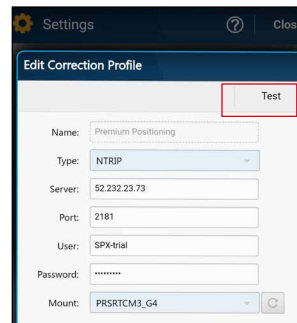 Settings
Clos
Edit Correction Profile
Test
Name: Premium Positioning
Type: NTRIP
Server: 52.232.23.73
Port: 2181
User: SPX-trial
Password: •••••••••
Mount: PRSRTCM3_G4